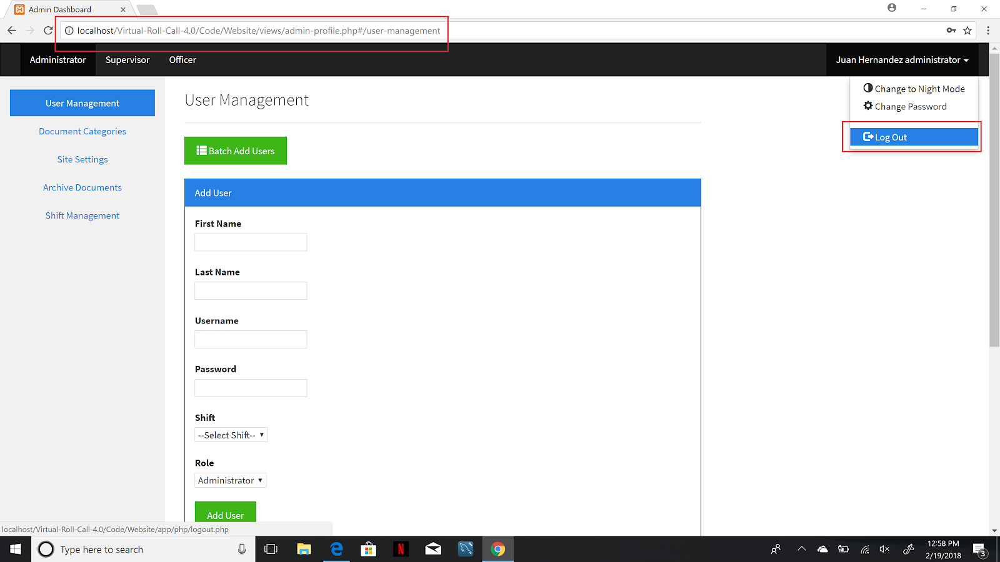 Admin Dashboard
localhost/Virtual-Roll-Call-4.0/Code/Website/views/admin-profile.php#/user-management
Administrator Supervisor Officer Juan Hernandez administrator
Change to Night Mode
Change Password
Log Out
User Management
Document Categories
Site Settings
Archive Documents
Shift Management
User Management
Batch Add Users
Add User
First Name
Last Name
Username
Password
Shift
--Select Shift--
Role
Administrator
Add User
localhost/Virtual-Roll-Call-4.0/Code/Website/app/php/logout.php
Type here to search
N
12:58 PM
2/19/2018
3